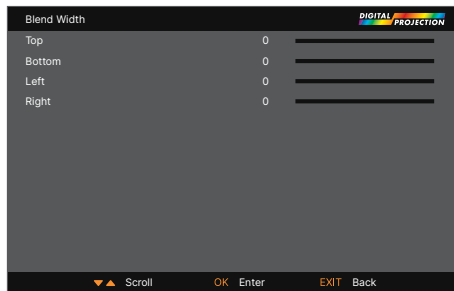 Blend Width
DIGITAL PROJECTION
Top 0
Bottom 0
Left 0
Right 0
Scroll OK Enter EXIT Back